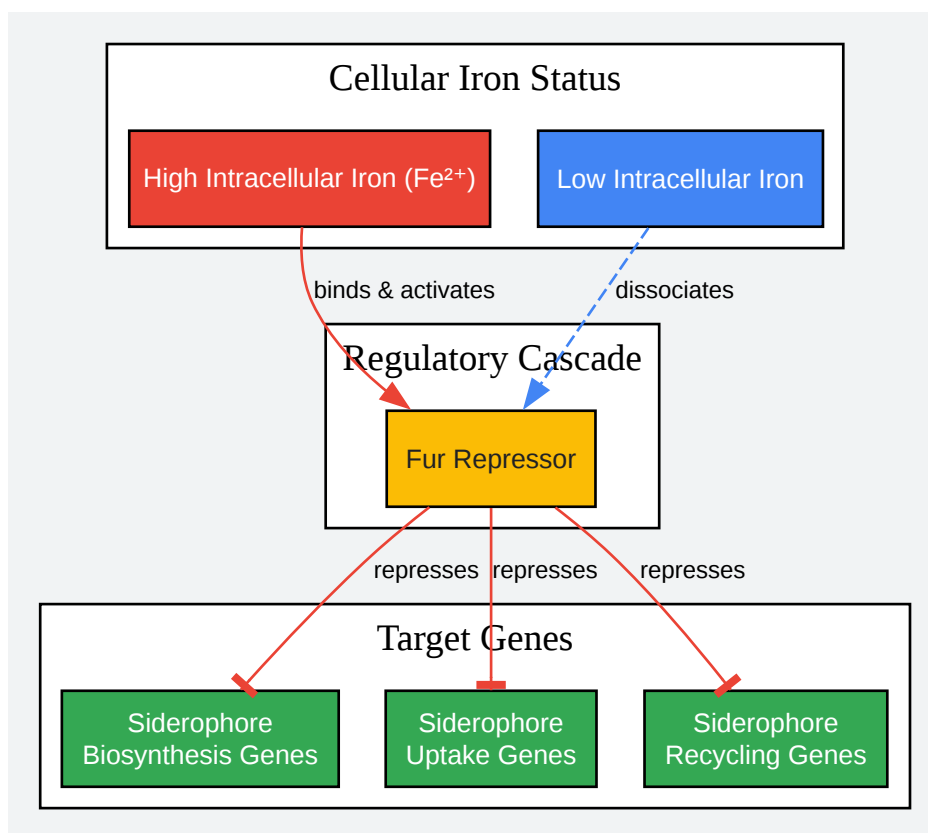 Cellular Iron Status
High Intracellular Iron (Fe²⁺)
Low Intracellular Iron
binds & activates
dissociates
Regulatory Cascade
Fur Repressor
represses
represses
represses
Target Genes
Siderophore
Biosynthesis Genes
Siderophore
Uptake Genes
Siderophore
Recycling Genes